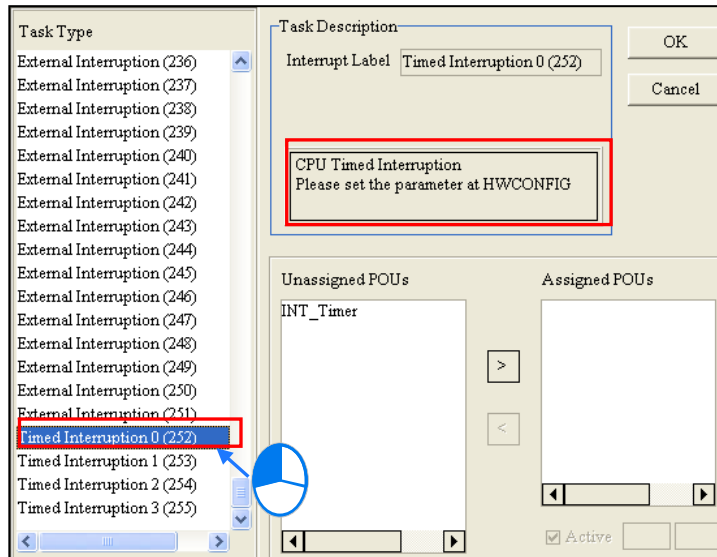 Task Type
External Interruption (236)
External Interruption (237)
External Interruption (238)
External Interruption (239)
External Interruption (240)
External Interruption (241)
External Interruption (242)
External Interruption (243)
External Interruption (244)
External Interruption (245)
External Interruption (246)
External Interruption (247)
External Interruption (248)
External Interruption (249)
External Interruption (250)
External Interruption (251)
Timed Interruption 0 (252)
Timed Interruption 1 (253)
Timed Interruption 2 (254)
Timed Interruption 3 (255)
Task Description
Interrupt Label Timed Interruption 0 (252)
CPU Timed Interruption
Please set the parameter at HWCONFIG
OK
Cancel
Unassigned POUs
INT_Timer
>
<
Assigned POUs
Active